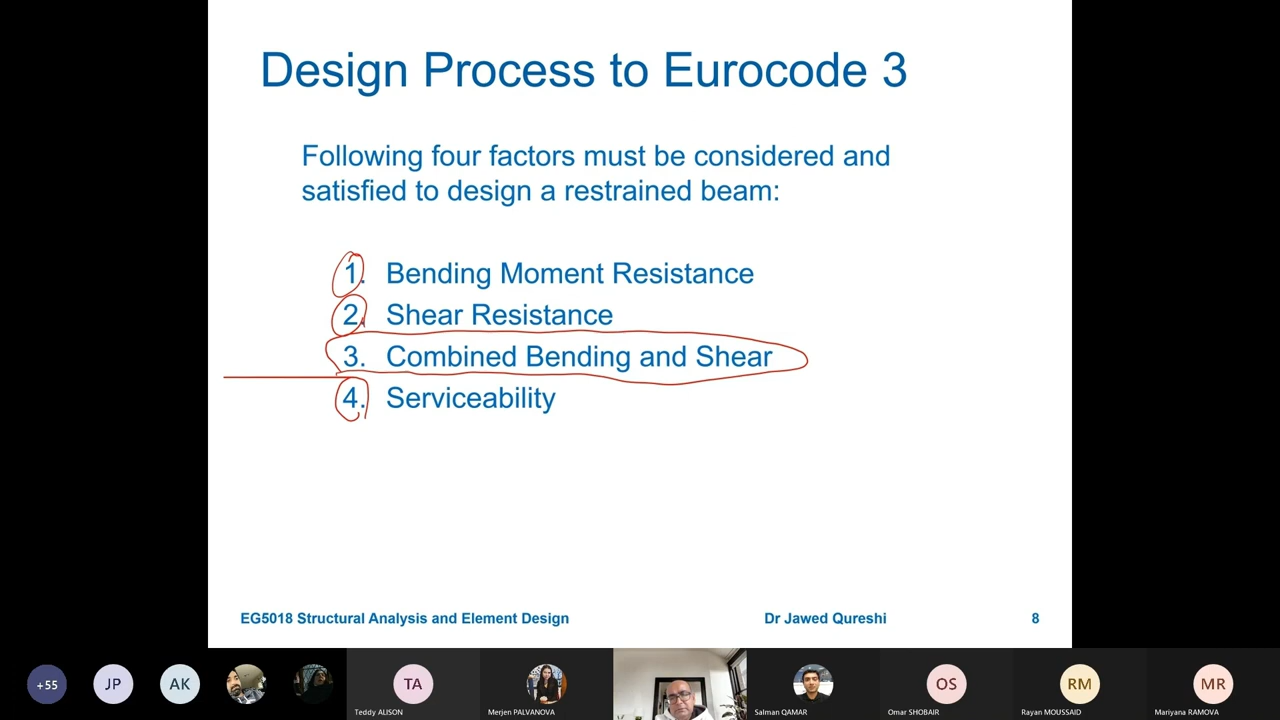 Design Process to Eurocode 3
Following four factors must be considered and
satisfied to design a restrained beam:
1. Bending Moment Resistance
2. Shear Resistance
3. Combined Bending and Shear
4. Serviceability
EG5018 Structural Analysis and Element Design Dr Jawed Qureshi 8
+55 JP AK TA OS RM MR
Teddy ALISON Merjen PALVANOVA Salman QAMAR Omar SHOBAIR Rayan MOUSSAID Mariyana RAMOVA